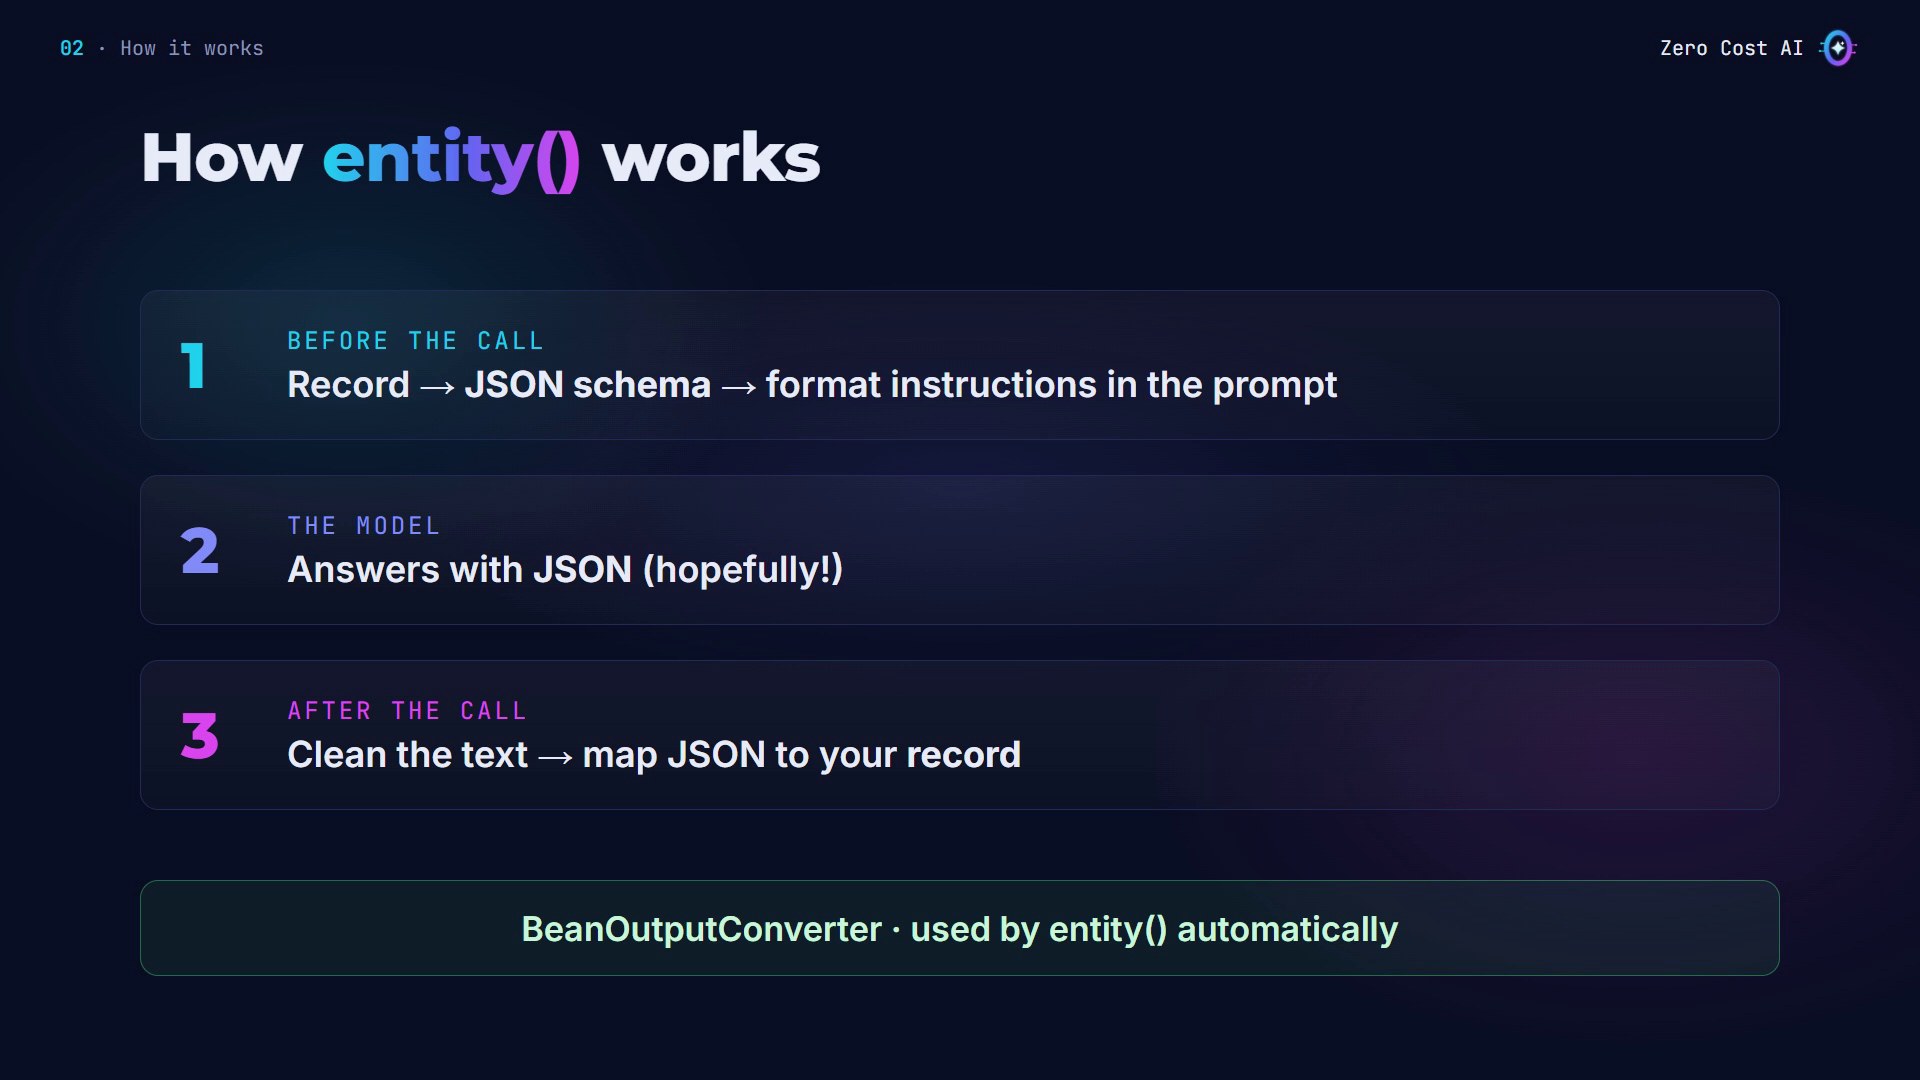 02 · How it works
Zero Cost AI
How entity() works
1
BEFORE THE CALL
Record → JSON schema → format instructions in the prompt
2
THE MODEL
Answers with JSON (hopefully!)
3
AFTER THE CALL
Clean the text → map JSON to your record
BeanOutputConverter · used by entity() automatically